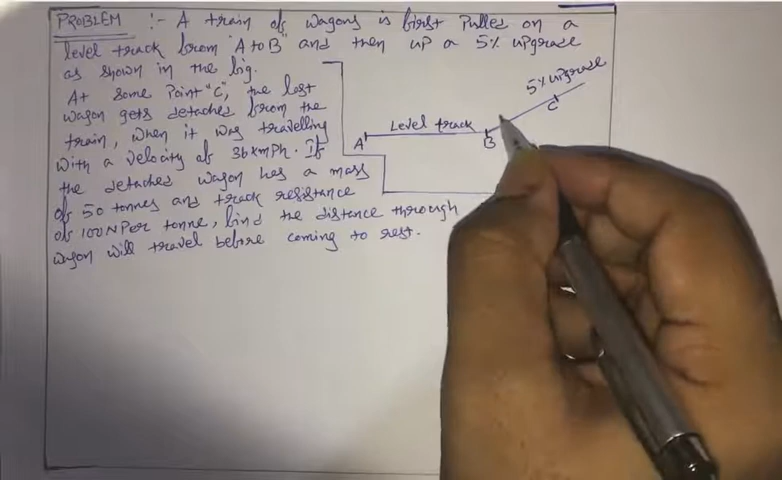 PROBLEM :- A train of wagons is first pulled on a
level track from "A to B" and then up a 5% upgrade
as shown in the fig.
At some Point "C", the last
wagon gets detached from the
train, when it was travelling
with a velocity of 36kmPh. If
the detached wagon has a mass
of 50 tonnes and track resistance
of 100N Per tonne, find the distance through
wagon will travel before coming to rest.
5% upgrade
C
Level track
A
B